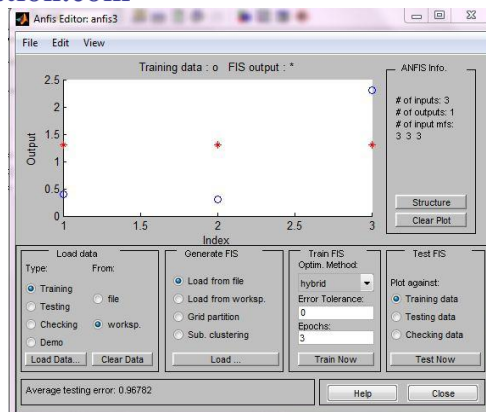 Anfis Editor: anfis3
File Edit View
Training data : o FIS output : *
ANFIS Info.
# of inputs: 3
# of outputs: 1
# of input mfs:
3 3 3
Structure
Clear Plot
Output
2.5
2
1.5
1
0.5
0
1 1.5 2 2.5 3
Index
Load data
Type: From:
Training
Testing
Checking
Demo
file
worksp.
Load Data... Clear Data
Generate FIS
Load from file
Load from worksp.
Grid partition
Sub. clustering
Load ...
Train FIS
Optim. Method:
hybrid
Error Tolerance:
0
Epochs:
3
Train Now
Test FIS
Plot against:
Training data
Testing data
Checking data
Test Now
Average testing error: 0.96782
Help Close